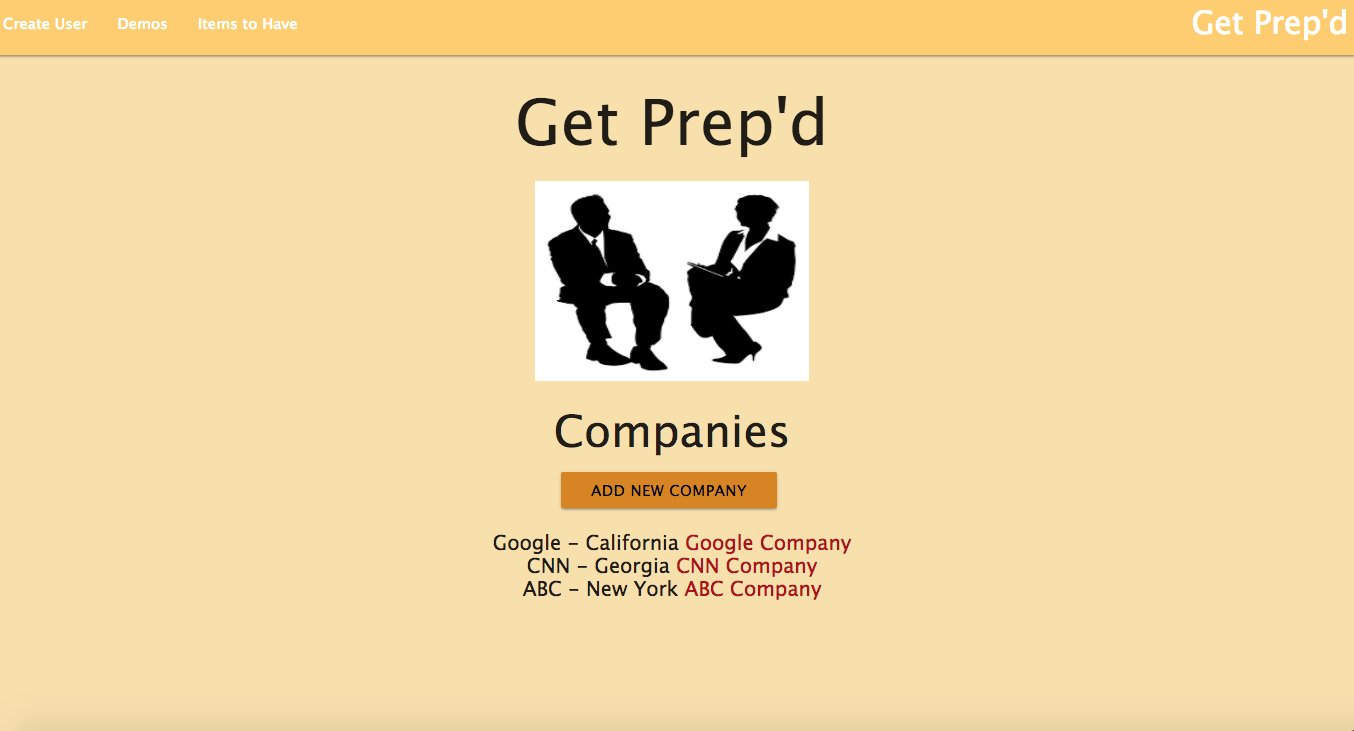 Create User Demos Items to Have Get Prep'd
Get Prep'd
Companies
ADD NEW COMPANY
Google - California Google Company
CNN - Georgia CNN Company
ABC - New York ABC Company